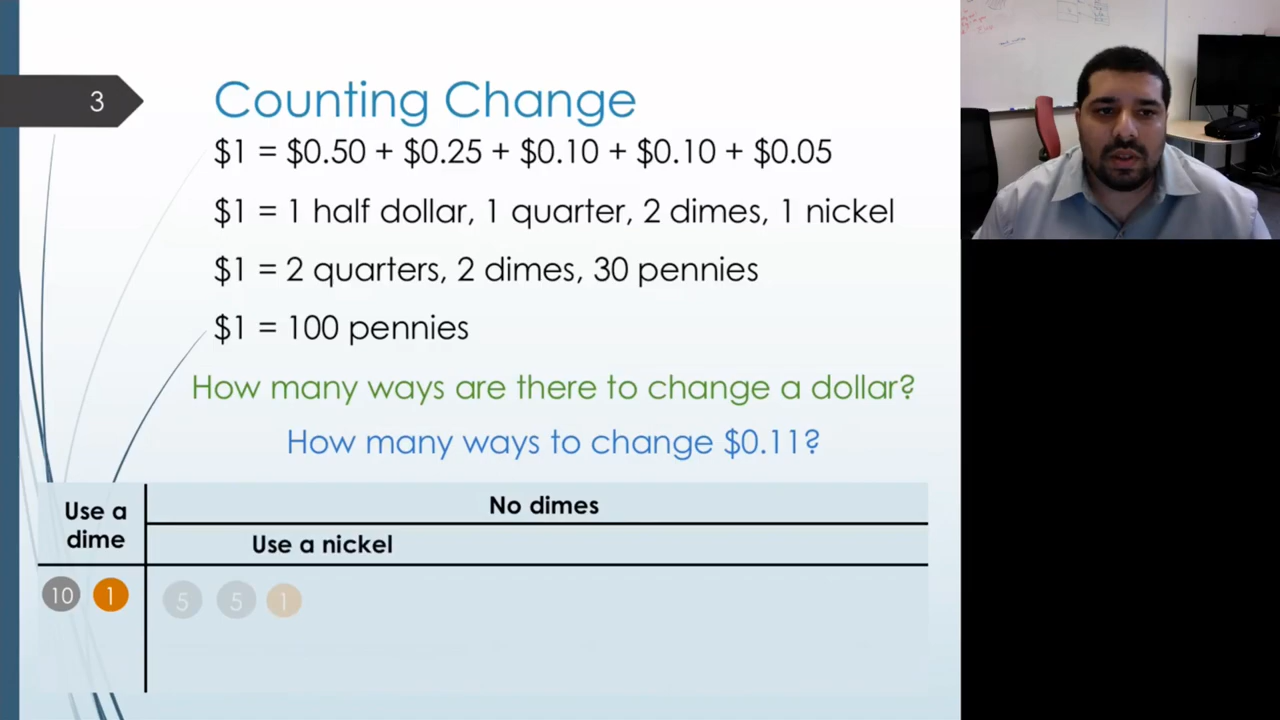 3
Counting Change
$1 = $0.50 + $0.25 + $0.10 + $0.10 + $0.05
$1 = 1 half dollar, 1 quarter, 2 dimes, 1 nickel
$1 = 2 quarters, 2 dimes, 30 pennies
$1 = 100 pennies
How many ways are there to change a dollar?
How many ways to change $0.11?
Use a
dime
No dimes
Use a nickel
10 1
5 5 1